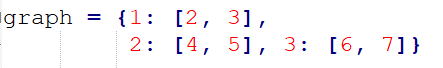 graph = {1: [2, 3],
2: [4, 5], 3: [6, 7]}